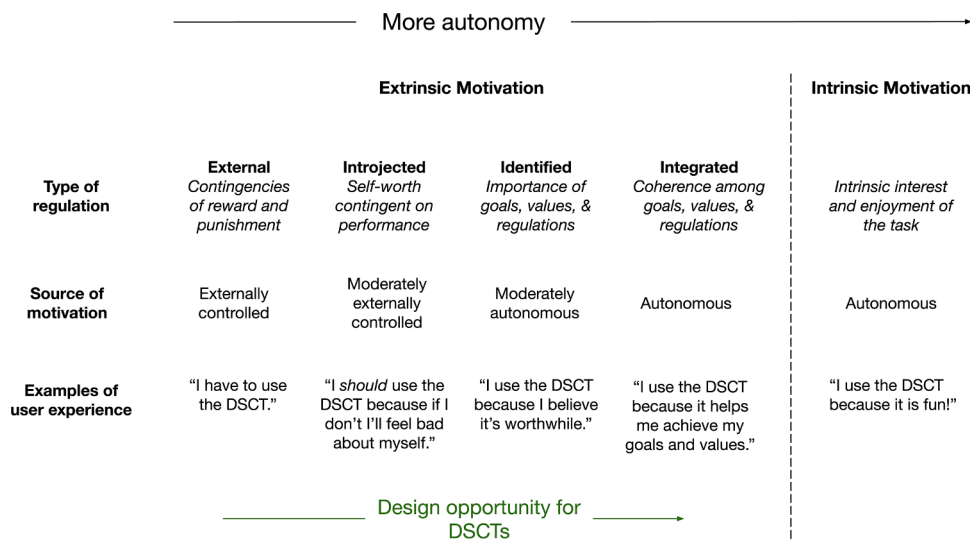 More autonomy
Extrinsic Motivation
Intrinsic Motivation
Type of
regulation
External
Contingencies
of reward and
punishment
Introjected
Self-worth
contingent on
performance
Identified
Importance of
goals, values, &
regulations
Integrated
Coherence among
goals, values, &
regulations
Intrinsic interest
and enjoyment of
the task
Source of
motivation
Externally
controlled
Moderately
externally
controlled
Moderately
autonomous
Autonomous
Autonomous
Examples of
user experience
“I have to use
the DSCT.”
“I should use the
DSCT because if I
don’t I’ll feel bad
about myself.”
“I use the DSCT
because I believe
it’s worthwhile.”
“I use the DSCT
because it helps
me achieve my
goals and values.”
“I use the DSCT
because it is fun!”
Design opportunity for
DSCTs